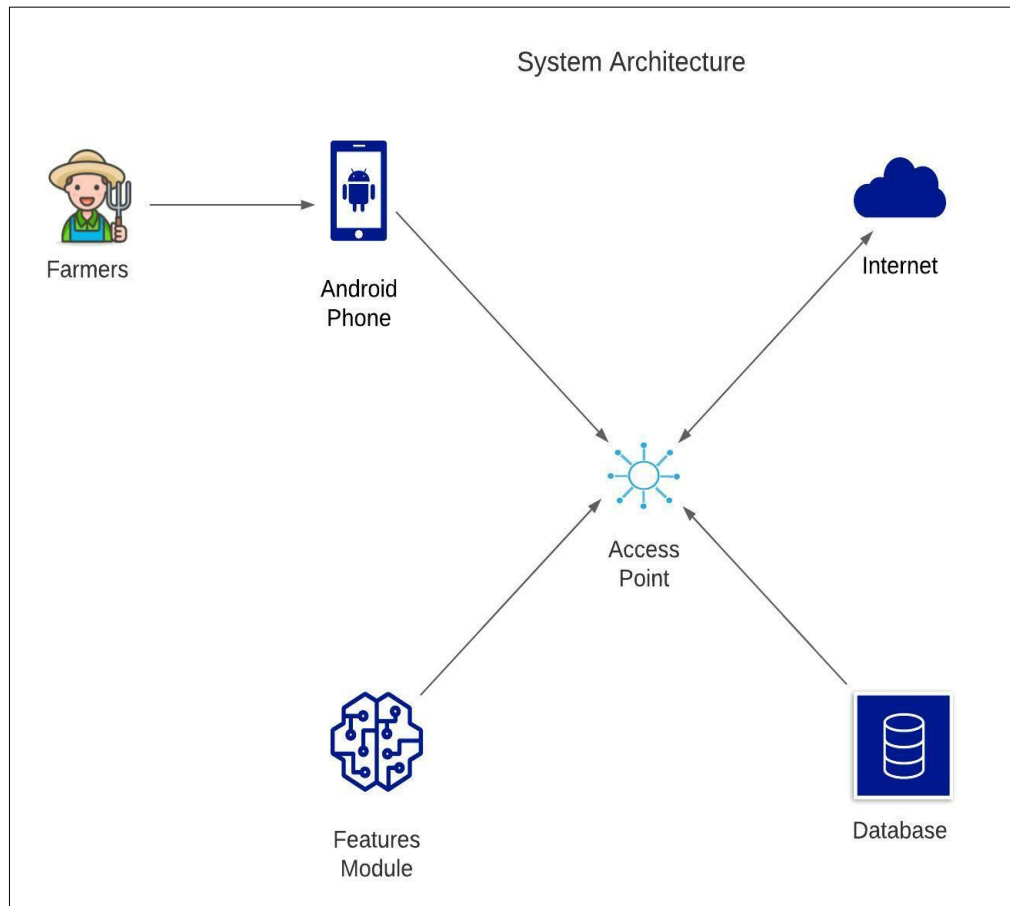 System Architecture
Farmers
Android
Phone
Internet
Access
Point
Features
Module
Database